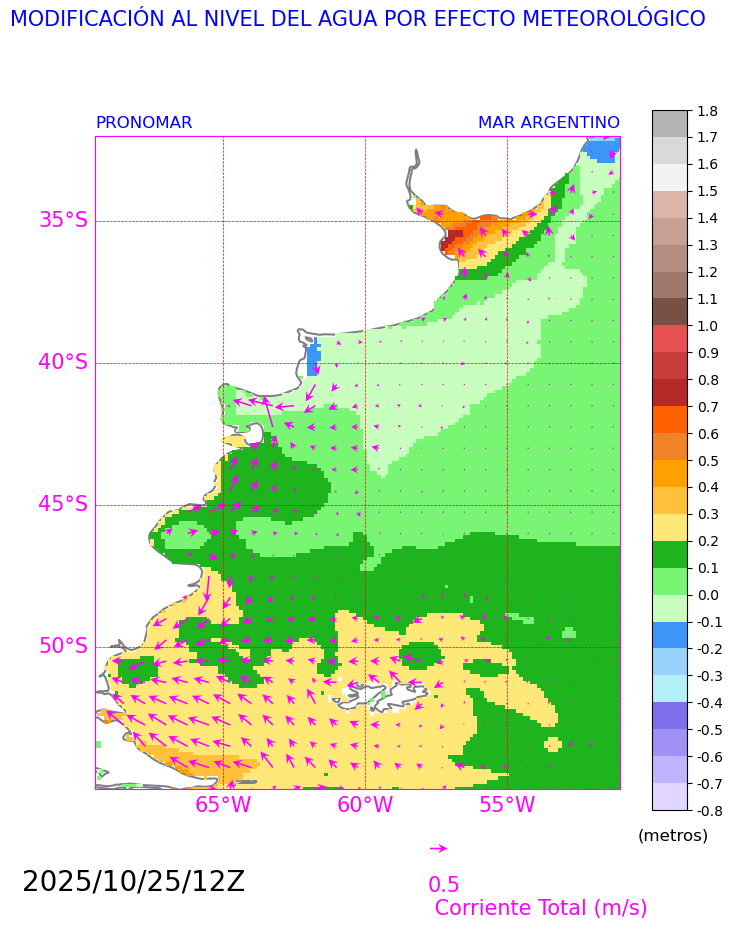 MODIFICACIÓN AL NIVEL DEL AGUA POR EFECTO METEOROLÓGICO
PRONOMAR
MAR ARGENTINO
35°S
40°S
45°S
50°S
65°W
60°W
55°W
1.8
1.7
1.6
1.5
1.4
1.3
1.2
1.1
1.0
0.9
0.8
0.7
0.6
0.5
0.4
0.3
0.2
0.1
0.0
-0.1
-0.2
-0.3
-0.4
-0.5
-0.6
-0.7
-0.8
(metros)
2025/10/25/12Z
0.5
Corriente Total (m/s)